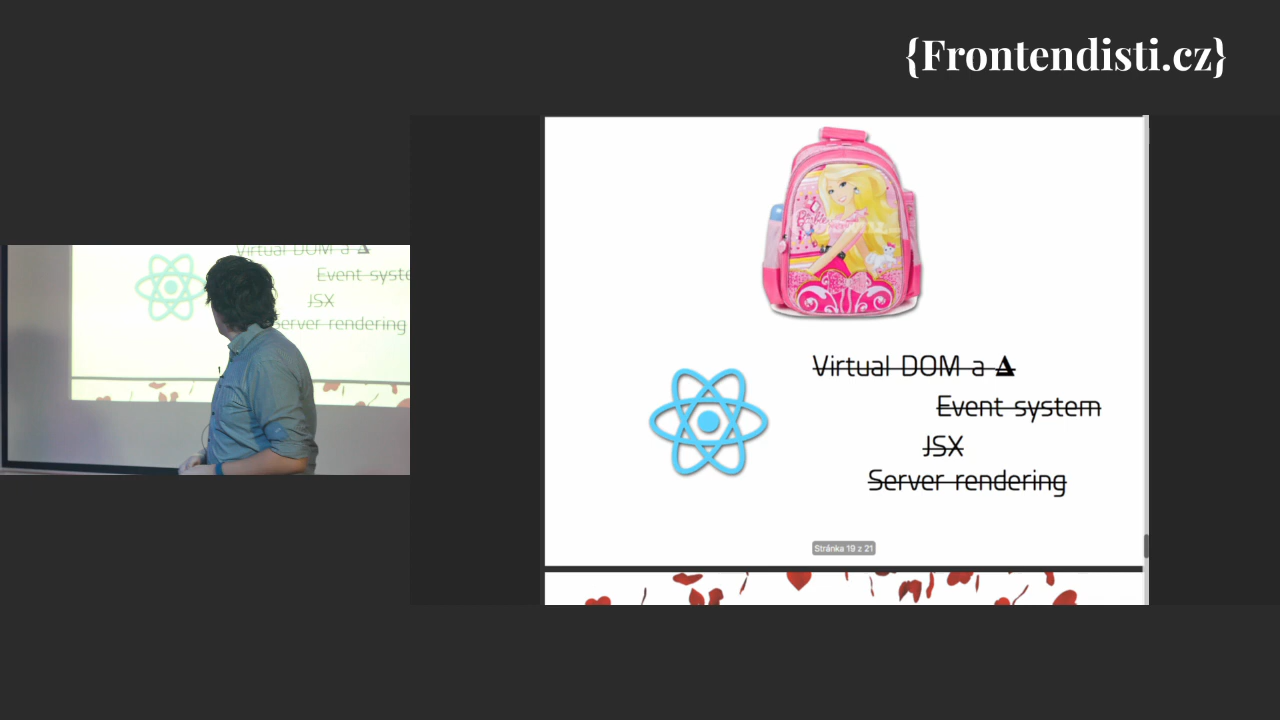 {Frontendisti.cz}
Virtual DOM a Δ
Event system
JSX
Server rendering
Stránka 19 z 21
Virtual DOM a Δ
Event syste
JSX
Server rendering